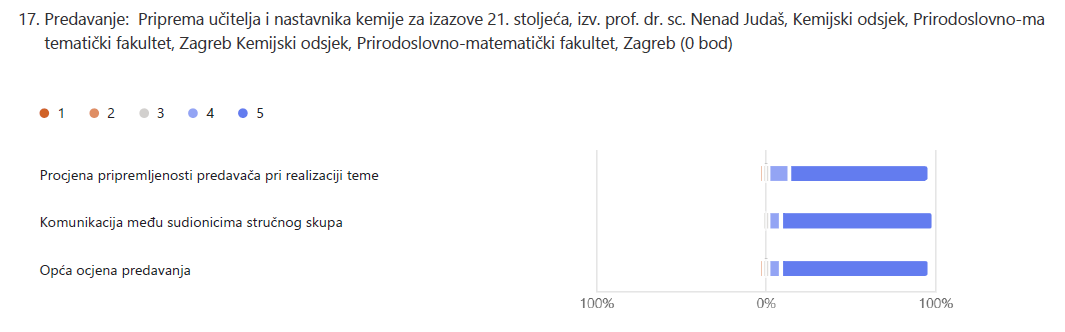 17. Predavanje: Priprema učitelja i nastavnika kemije za izazove 21. stoljeća, izv. prof. dr. sc. Nenad Judaš, Kemijski odsjek, Prirodoslovno-ma
tematički fakultet, Zagreb Kemijski odsjek, Prirodoslovno-matematički fakultet, Zagreb (0 bod)
1 2 3 4 5
Procjena pripremljenosti predavača pri realizaciji teme
Komunikacija među sudionicima stručnog skupa
Opća ocjena predavanja
100% 0% 100%